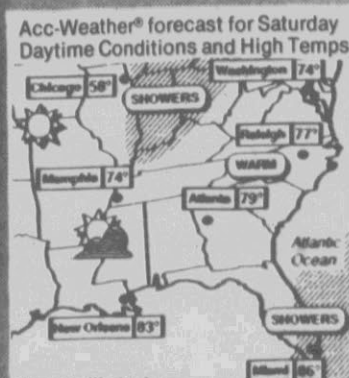 Acc-Weather® forecast for Saturday
Daytime Conditions and High Temps
Washington 74°
Chicago 58°
SHOWERS
Raleigh 77°
WARM
Memphis 74°
Atlanta 79°
Atlantic
Ocean
New Orleans 83°
SHOWERS
Miami 86°